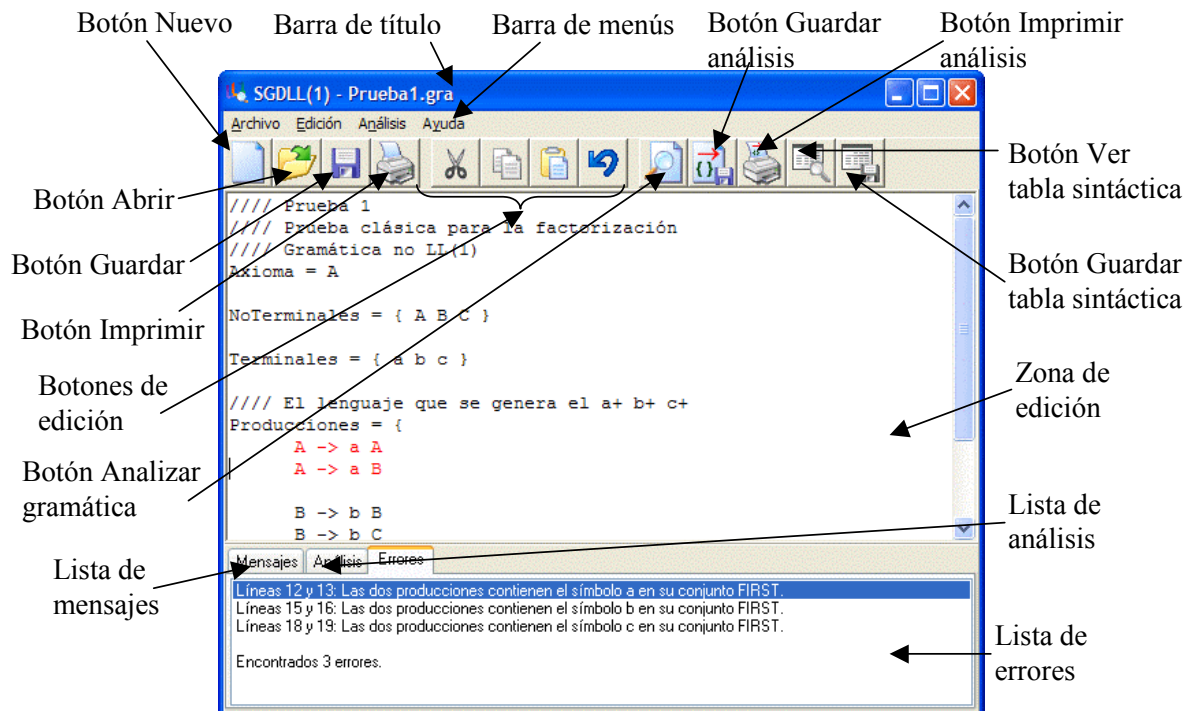 Botón Nuevo
Barra de título
Barra de menús
Botón Guardar
análisis
Botón Imprimir
análisis
SGDLL(1) - Prueba1.gra
Archivo Edición Análisis Ayuda
Botón Ver
tabla sintáctica
Botón Abrir
Botón Guardar
Botón Imprimir
Botones de
edición
Botón Analizar
gramática
//// Prueba 1
//// Prueba clásica para la factorización
//// Gramática no LL(1)
Axioma = A
NoTerminales = { A B C }
Terminales = { a b c }
//// El lenguaje que se genera el a+ b+ c+
Producciones = {
A -> a A
A -> a B
B -> b B
B -> b C
Botón Guardar
tabla sintáctica
Zona de
edición
Lista de
análisis
Lista de
mensajes
Mensajes Análisis Errores
Líneas 12 y 13: Las dos producciones contienen el símbolo a en su conjunto FIRST.
Líneas 15 y 16: Las dos producciones contienen el símbolo b en su conjunto FIRST.
Líneas 18 y 19: Las dos producciones contienen el símbolo c en su conjunto FIRST.
Encontrados 3 errores.
Lista de
errores